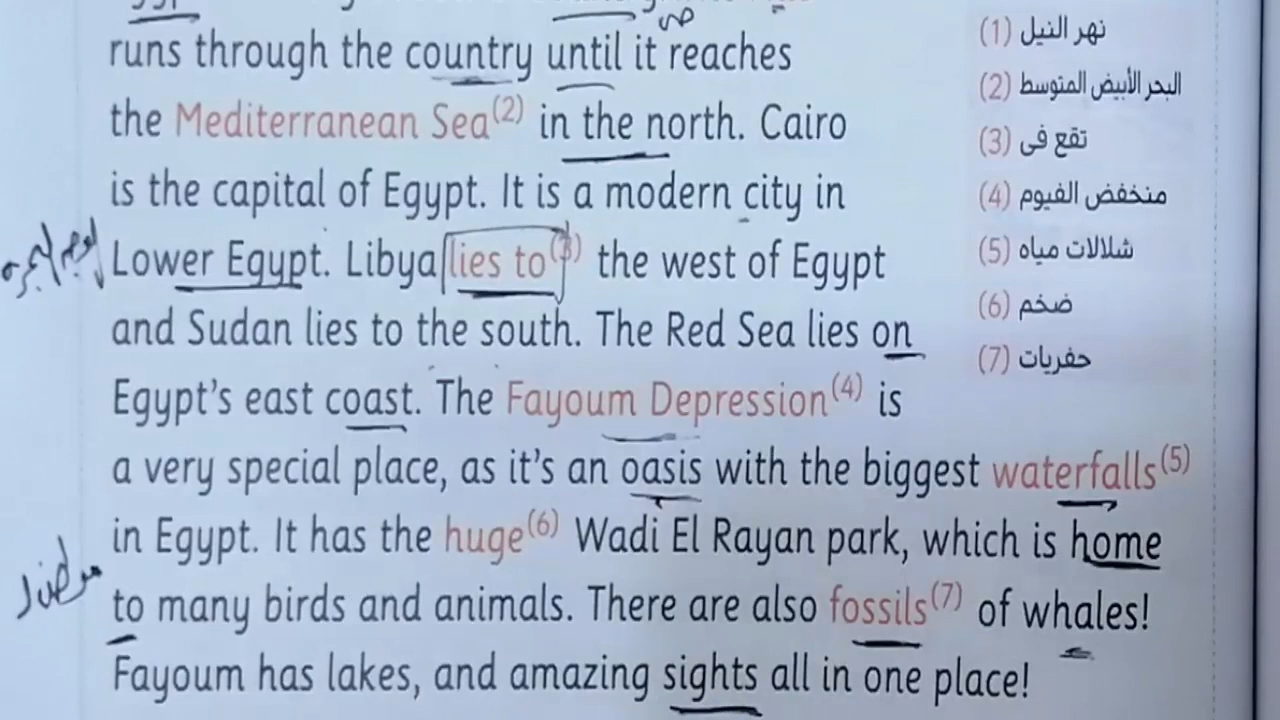 runs through the country until it reaches
the Mediterranean Sea(2) in the north. Cairo
is the capital of Egypt. It is a modern city in
Lower Egypt. Libya lies to(3) the west of Egypt
and Sudan lies to the south. The Red Sea lies on
Egypt's east coast. The Fayoum Depression(4) is
a very special place, as it's an oasis with the biggest waterfalls(5)
in Egypt. It has the huge(6) Wadi El Rayan park, which is home
to many birds and animals. There are also fossils(7) of whales!
Fayoum has lakes, and amazing sights all in one place!
(1) نهر النيل
(2) البحر الأبيض المتوسط
(3) تقع فى
(4) منخفض الفيوم
(5) شلالات مياه
(6) ضخم
(7) حفريات